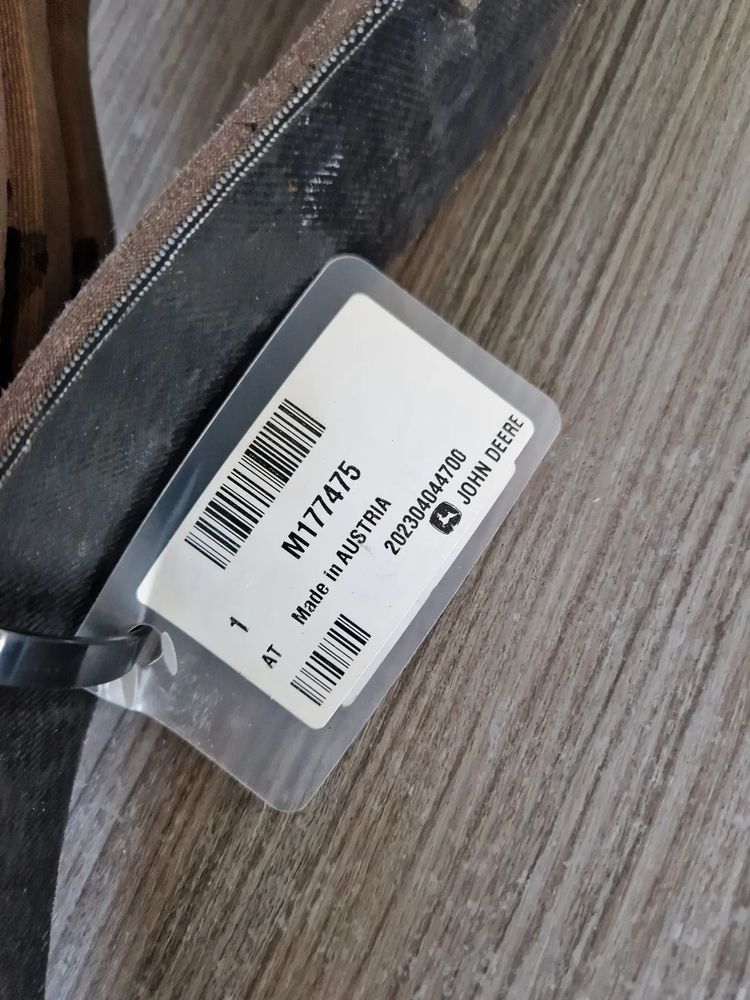 M177475
1
Made in AUSTRIA
AT
202304044700
JOHN DEERE